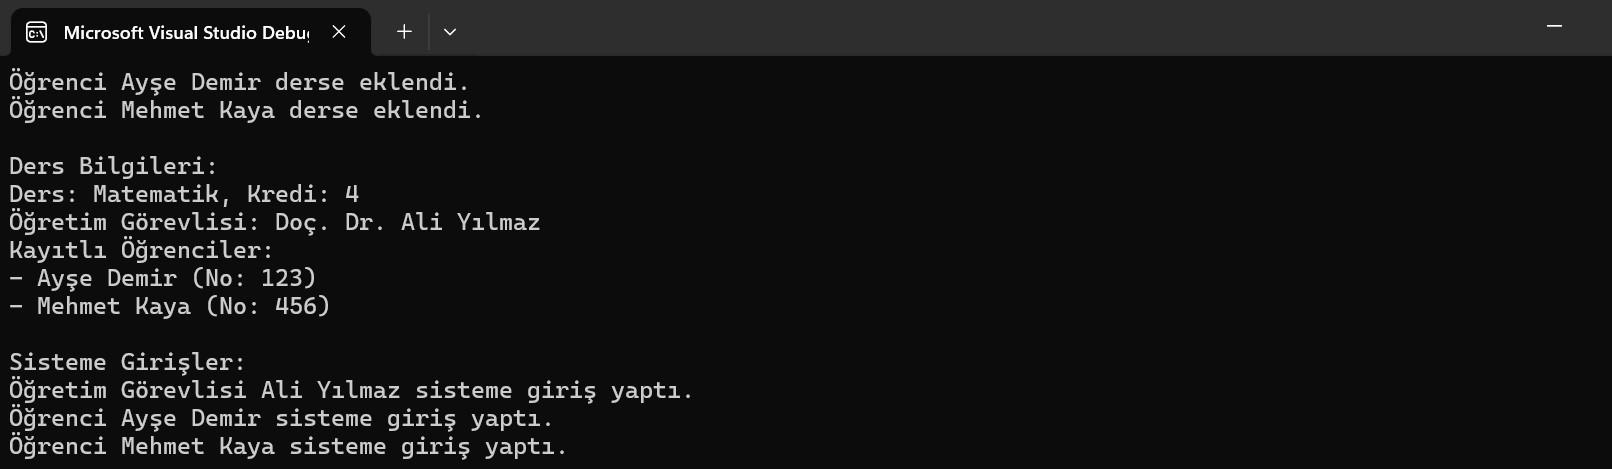 Microsoft Visual Studio Debu
Öğrenci Ayşe Demir derse eklendi.
Öğrenci Mehmet Kaya derse eklendi.
Ders Bilgileri:
Ders: Matematik, Kredi: 4
Öğretim Görevlisi: Doç. Dr. Ali Yılmaz
Kayıtlı Öğrenciler:
- Ayşe Demir (No: 123)
- Mehmet Kaya (No: 456)
Sisteme Girişler:
Öğretim Görevlisi Ali Yılmaz sisteme giriş yaptı.
Öğrenci Ayşe Demir sisteme giriş yaptı.
Öğrenci Mehmet Kaya sisteme giriş yaptı.